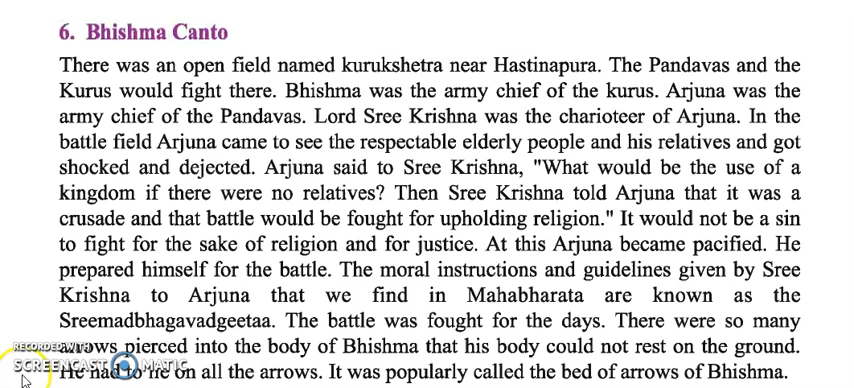 6. Bhishma Canto
There was an open field named kurukshetra near Hastinapura. The Pandavas and the
Kurus would fight there. Bhishma was the army chief of the kurus. Arjuna was the
army chief of the Pandavas. Lord Sree Krishna was the charioteer of Arjuna. In the
battle field Arjuna came to see the respectable elderly people and his relatives and got
shocked and dejected. Arjuna said to Sree Krishna, "What would be the use of a
kingdom if there were no relatives? Then Sree Krishna told Arjuna that it was a
crusade and that battle would be fought for upholding religion." It would not be a sin
to fight for the sake of religion and for justice. At this Arjuna became pacified. He
prepared himself for the battle. The moral instructions and guidelines given by Sree
Krishna to Arjuna that we find in Mahabharata are known as the
Sreemadbhagavadgeetaa. The battle was fought for the days. There were so many
arrows pierced into the body of Bhishma that his body could not rest on the ground.
He had to lie on all the arrows. It was popularly called the bed of arrows of Bhishma.
RECORDED WITH
SCREENCAST MATIC